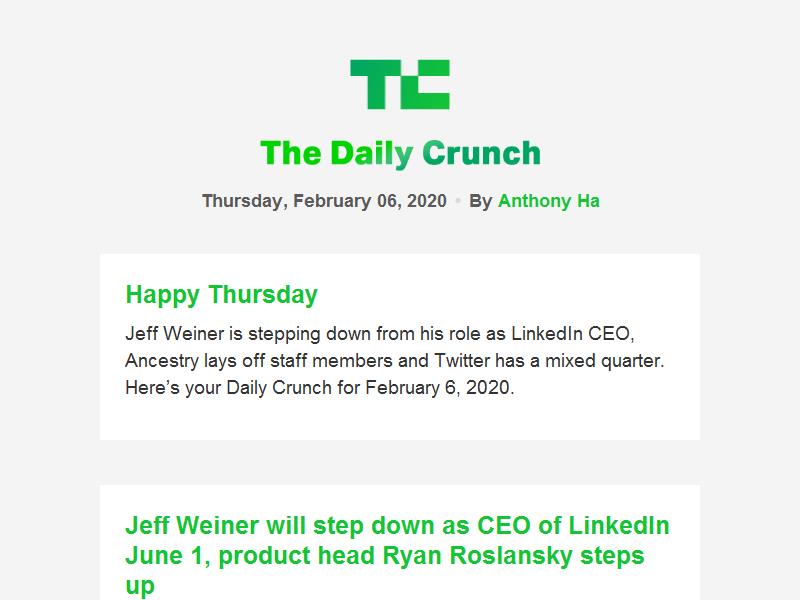 TC
The Daily Crunch
Thursday, February 06, 2020 • By Anthony Ha
Happy Thursday
Jeff Weiner is stepping down from his role as LinkedIn CEO,
Ancestry lays off staff members and Twitter has a mixed quarter.
Here’s your Daily Crunch for February 6, 2020.
Jeff Weiner will step down as CEO of LinkedIn
June 1, product head Ryan Roslansky steps
up